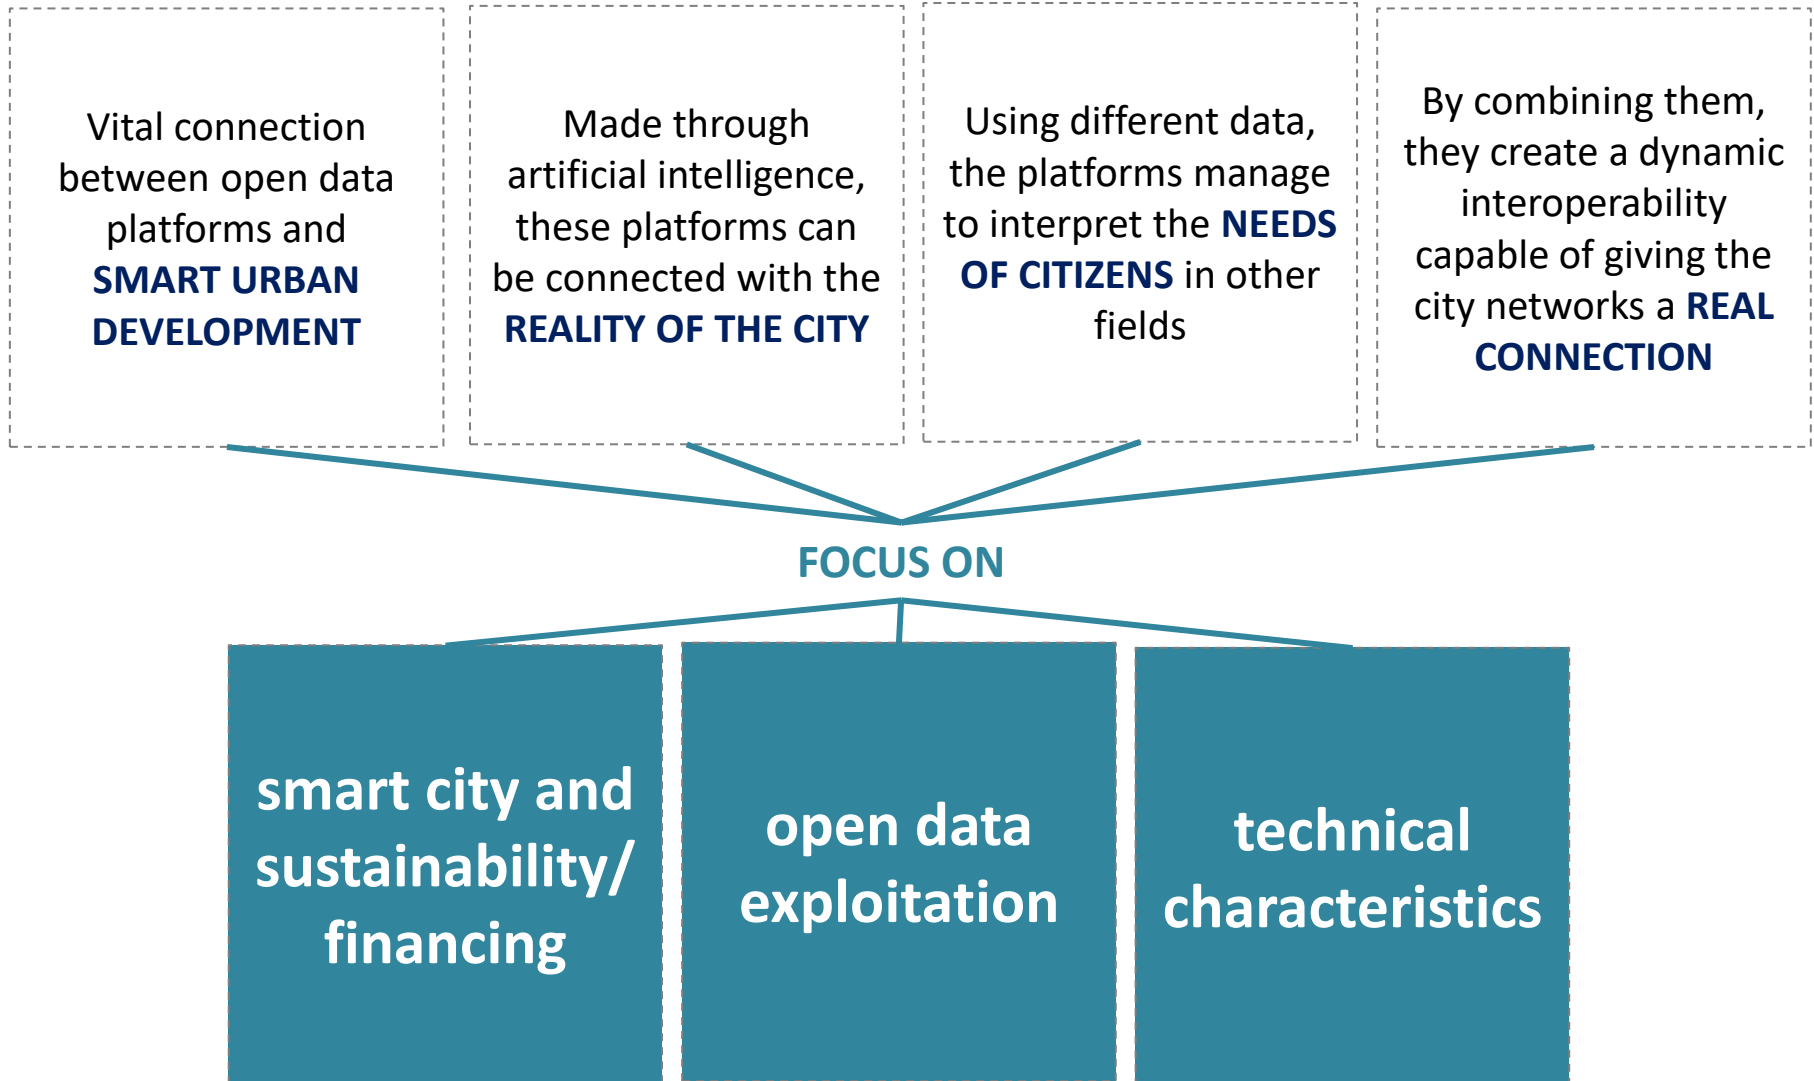 Vital connection
between open data
platforms and
SMART URBAN
DEVELOPMENT
Made through
artificial intelligence,
these platforms can
be connected with the
REALITY OF THE CITY
Using different data,
the platforms manage
to interpret the NEEDS
OF CITIZENS in other
fields
By combining them,
they create a dynamic
interoperability
capable of giving the
city networks a REAL
CONNECTION
FOCUS ON
smart city and
sustainability/
financing
open data
exploitation
technical
characteristics